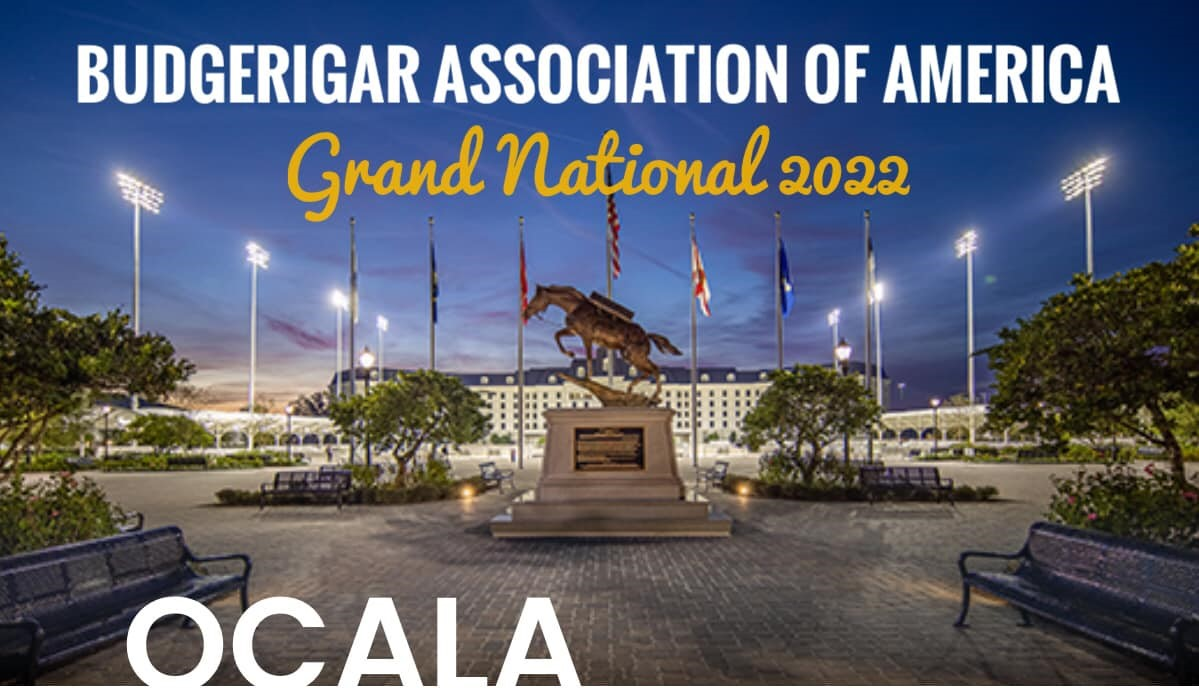 BUDGERIGAR ASSOCIATION OF AMERICA
Grand National 2022
OCALA